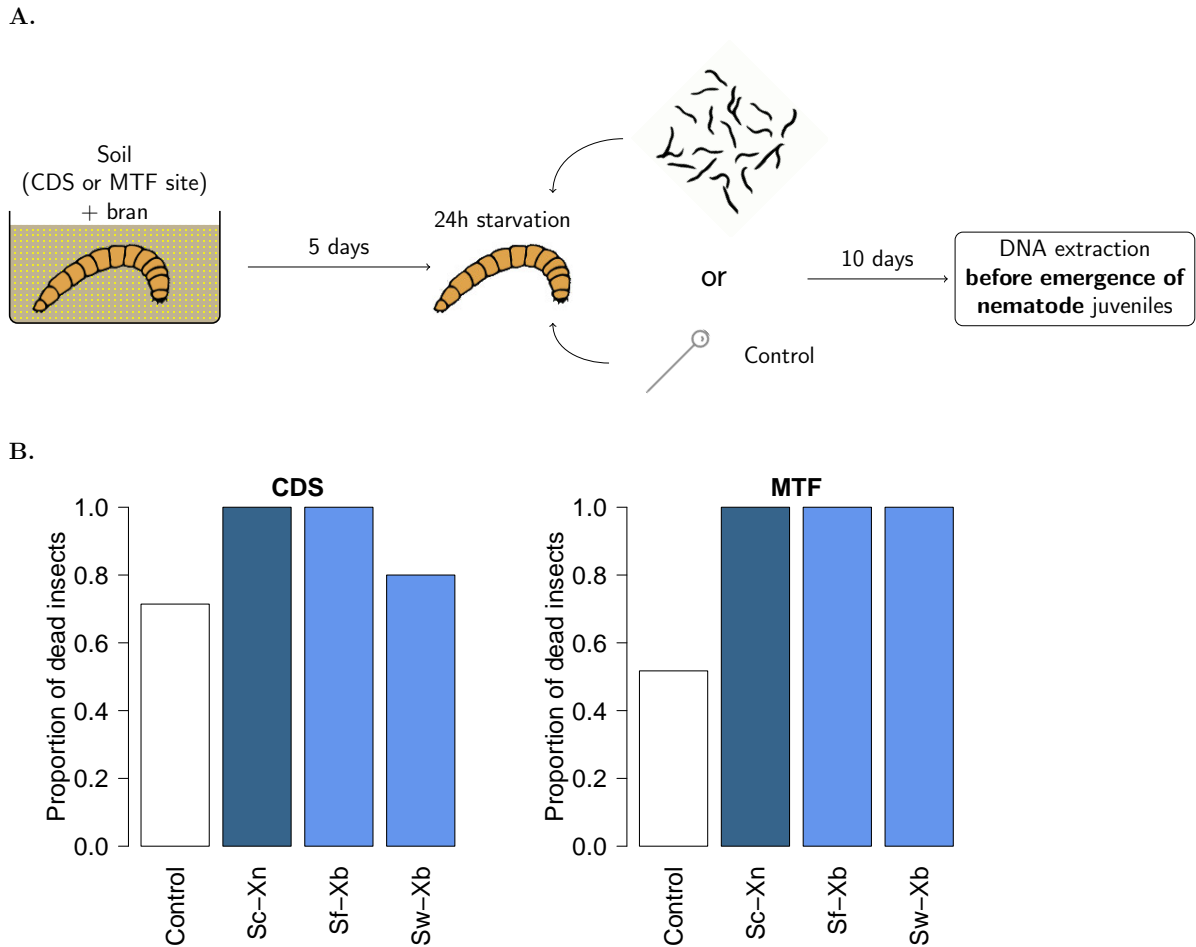 A.
Soil
(CDS or MTF site)
+ bran
5 days
24h starvation
or
Control
10 days
DNA extraction
before emergence of
nematode juveniles
B.
CDS
Proportion of dead insects
1.0
0.8
0.6
0.4
0.2
0.0
Control
Sc−Xn
Sf−Xb
Sw−Xb
MTF
Proportion of dead insects
1.0
0.8
0.6
0.4
0.2
0.0
Control
Sc−Xn
Sf−Xb
Sw−Xb